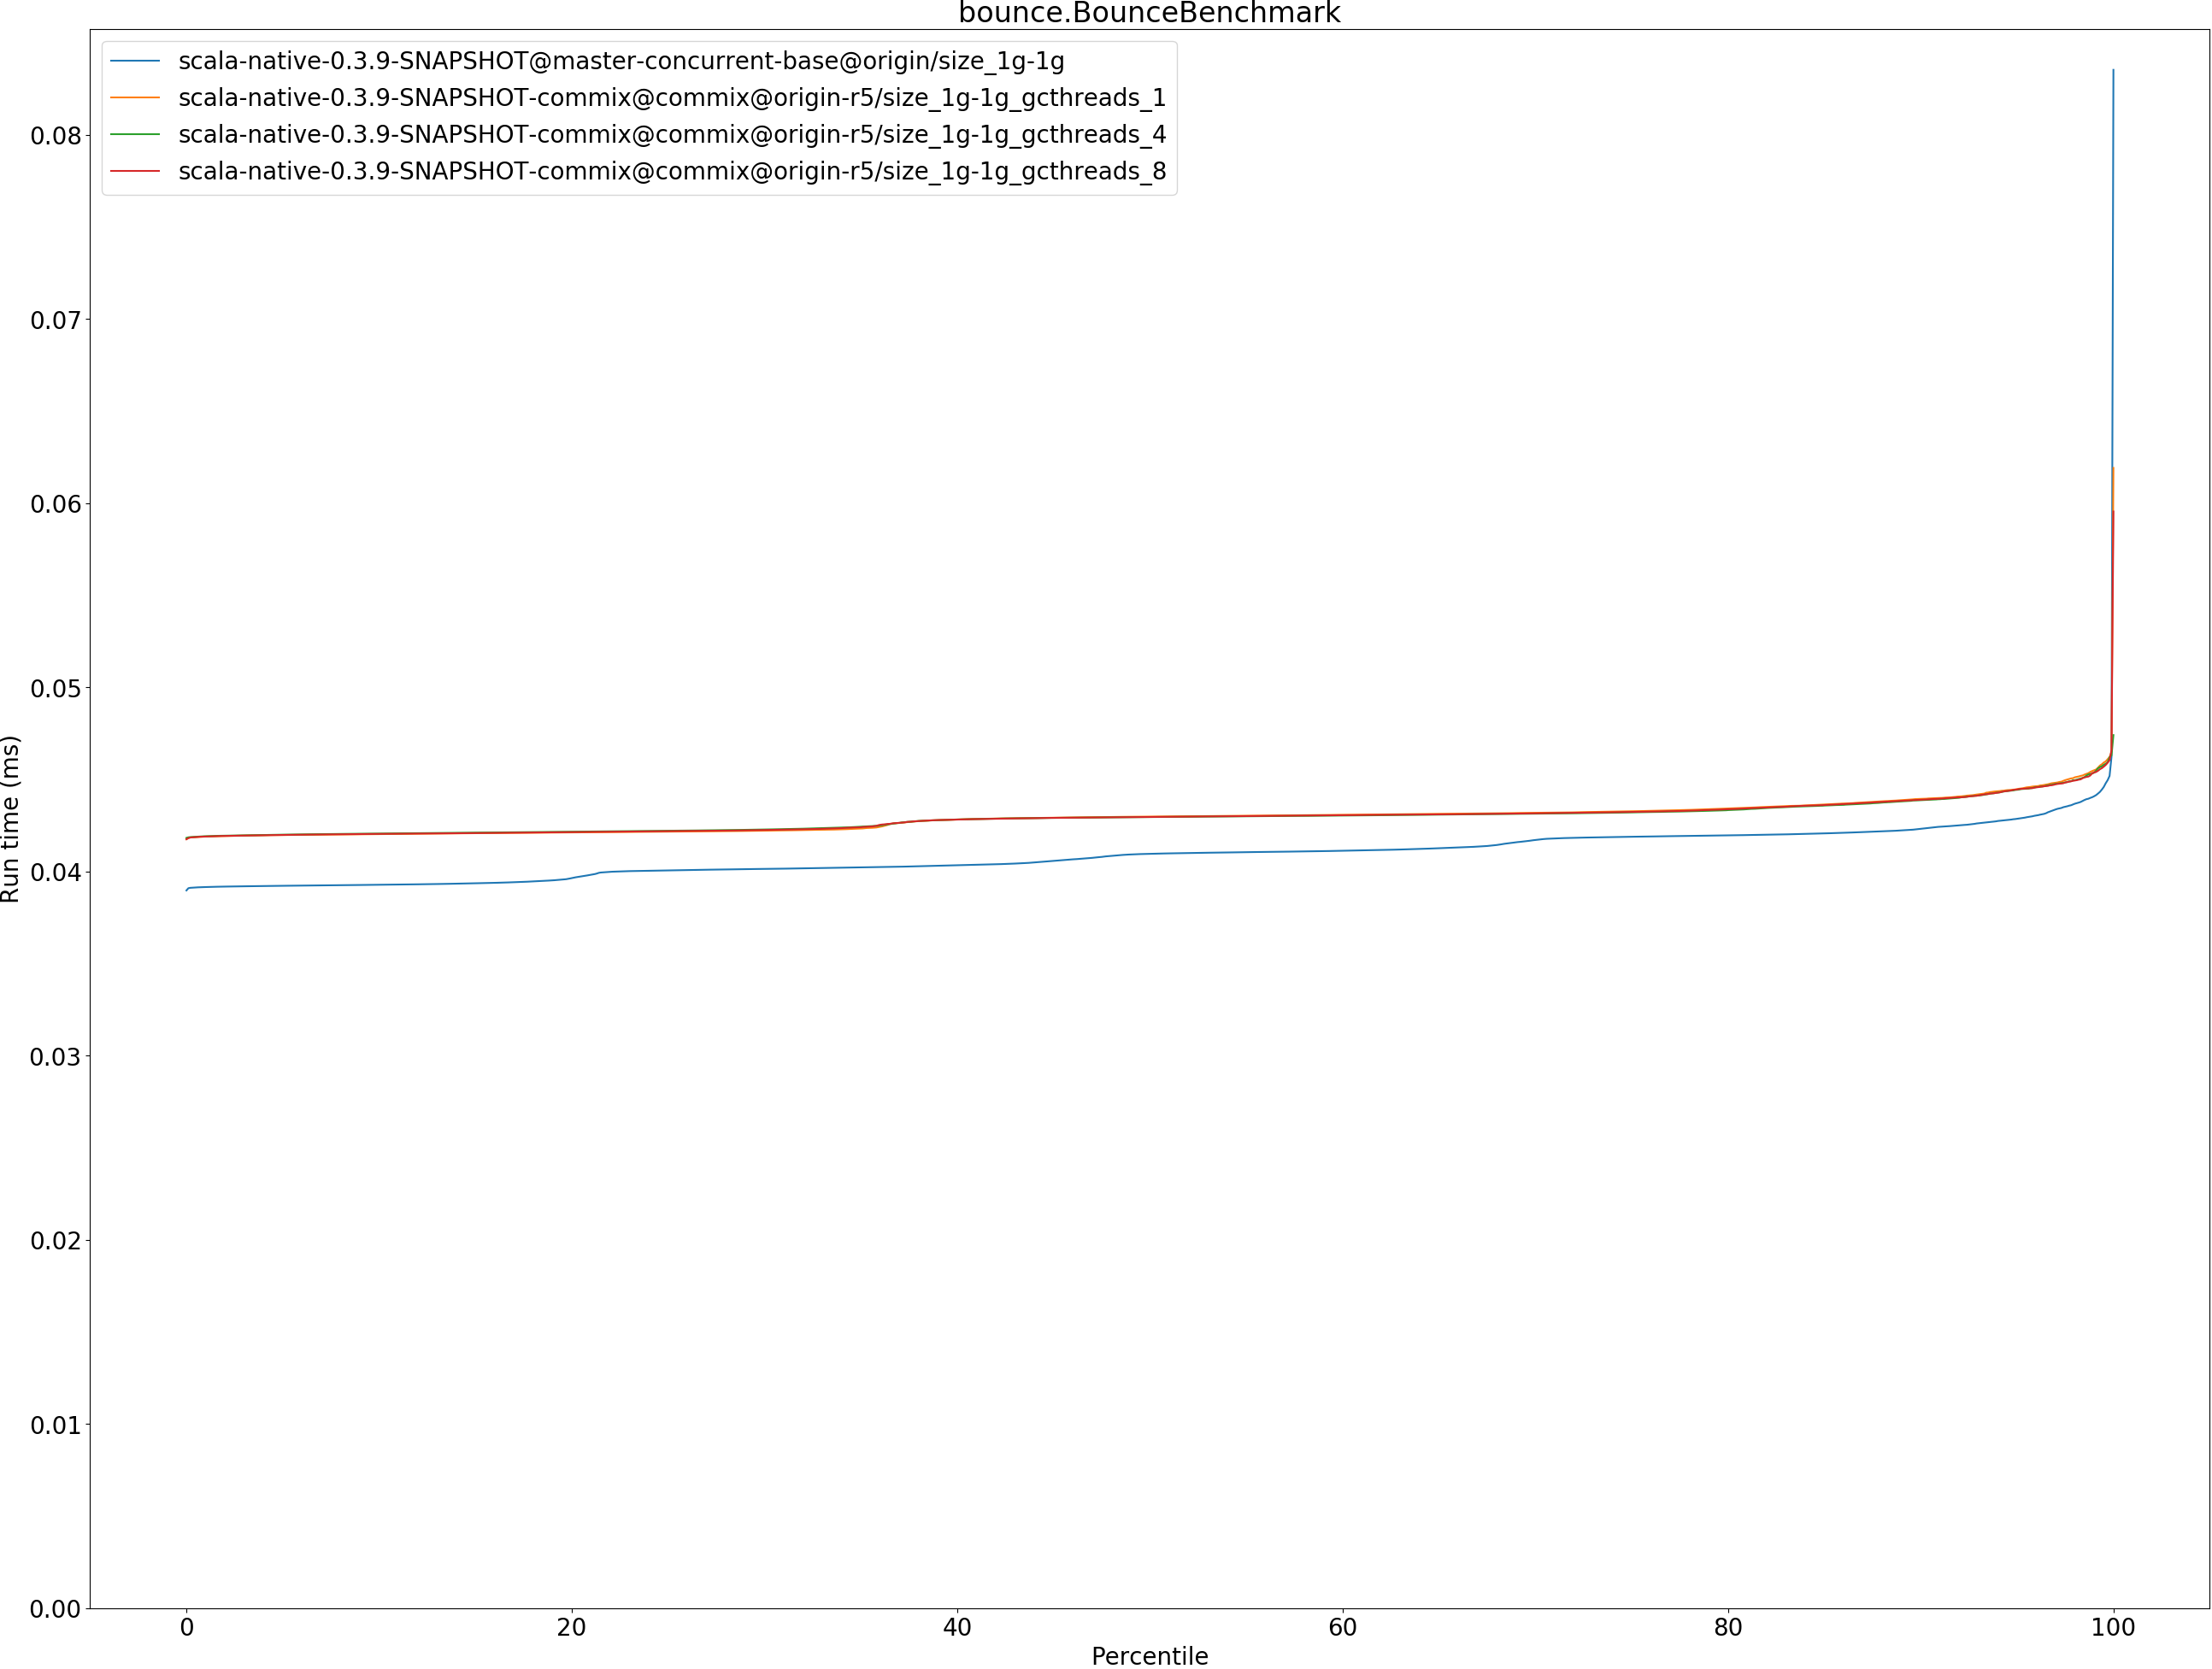 bounce.BounceBenchmark
scala-native-0.3.9-SNAPSHOT@master-concurrent-base@origin/size_1g-1g
scala-native-0.3.9-SNAPSHOT-commix@commix@origin-r5/size_1g-1g_gcthreads_1
scala-native-0.3.9-SNAPSHOT-commix@commix@origin-r5/size_1g-1g_gcthreads_4
scala-native-0.3.9-SNAPSHOT-commix@commix@origin-r5/size_1g-1g_gcthreads_8
0.08
0.07
0.06
0.05
0.04
0.03
0.02
0.01
0.00
Run time (ms)
0 20 40 60 80 100
Percentile